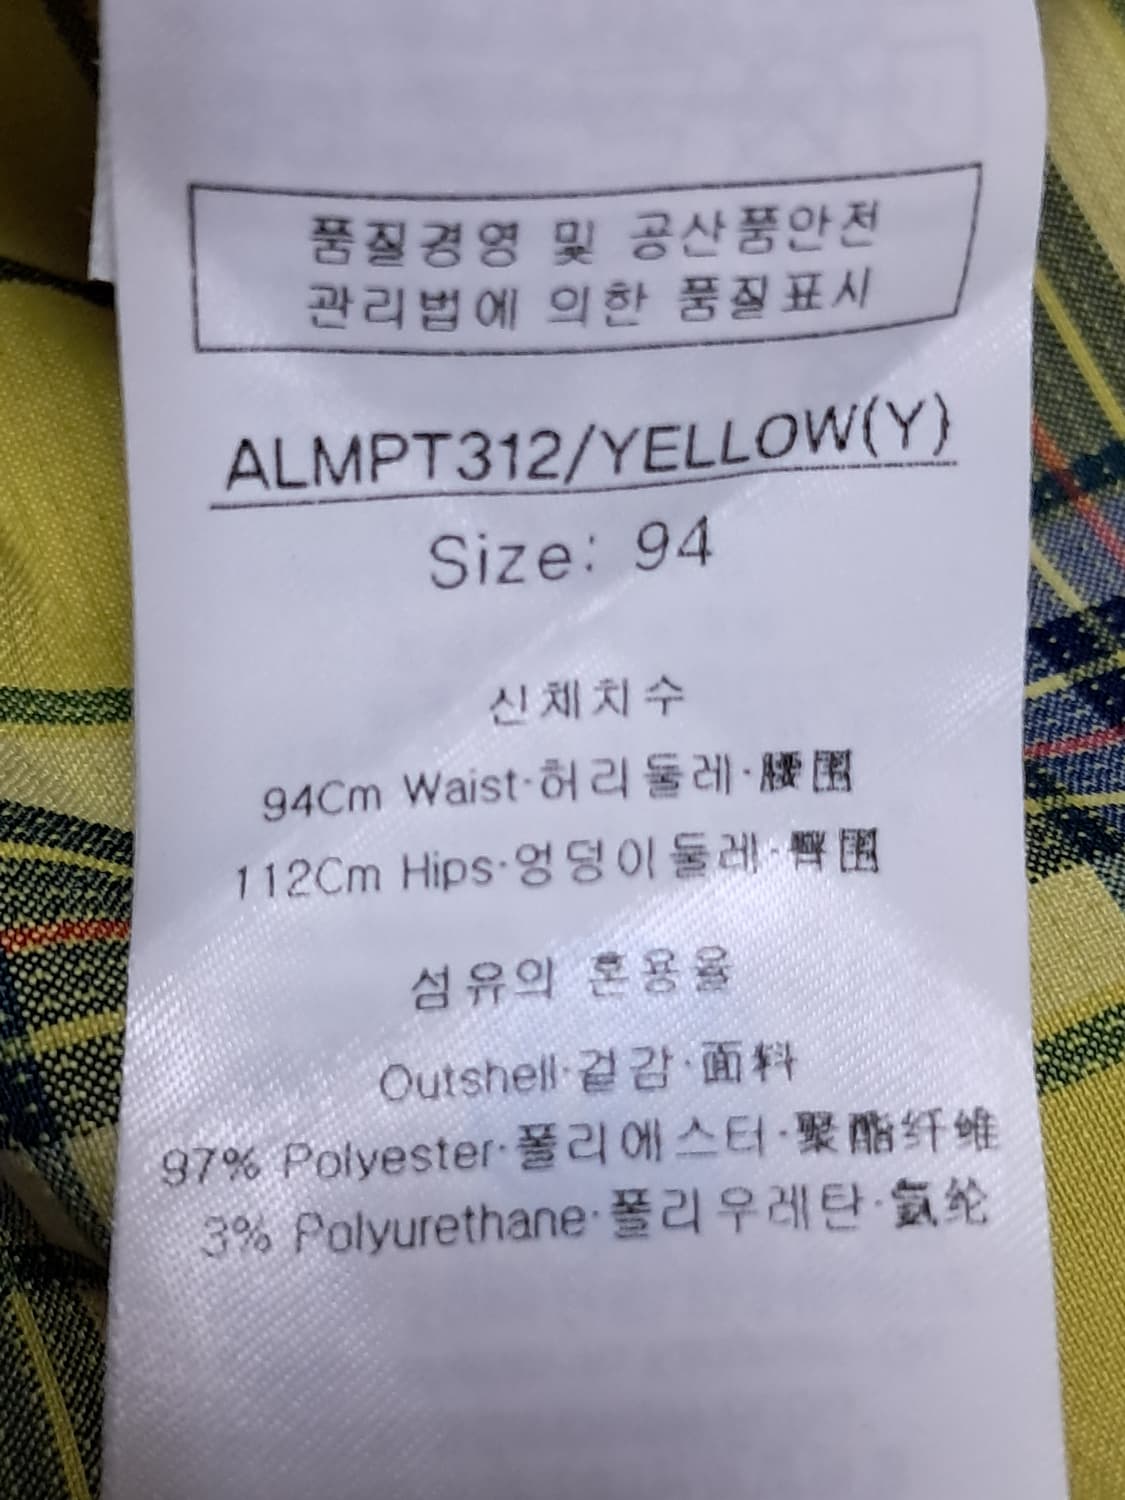 품질경영 및 공산품안전
관리법에 의한 품질표시
ALMPT312/YELLOW(Y)
Size: 94
신체치수
94Cm Waist·허리둘레·腰围
112Cm Hips·엉덩이둘레·臀围
섬유의 혼용율
Outshell·겉감·面料
97% Polyester·폴리에스터·聚酯纤维
3% Polyurethane·폴리우레탄·氨纶